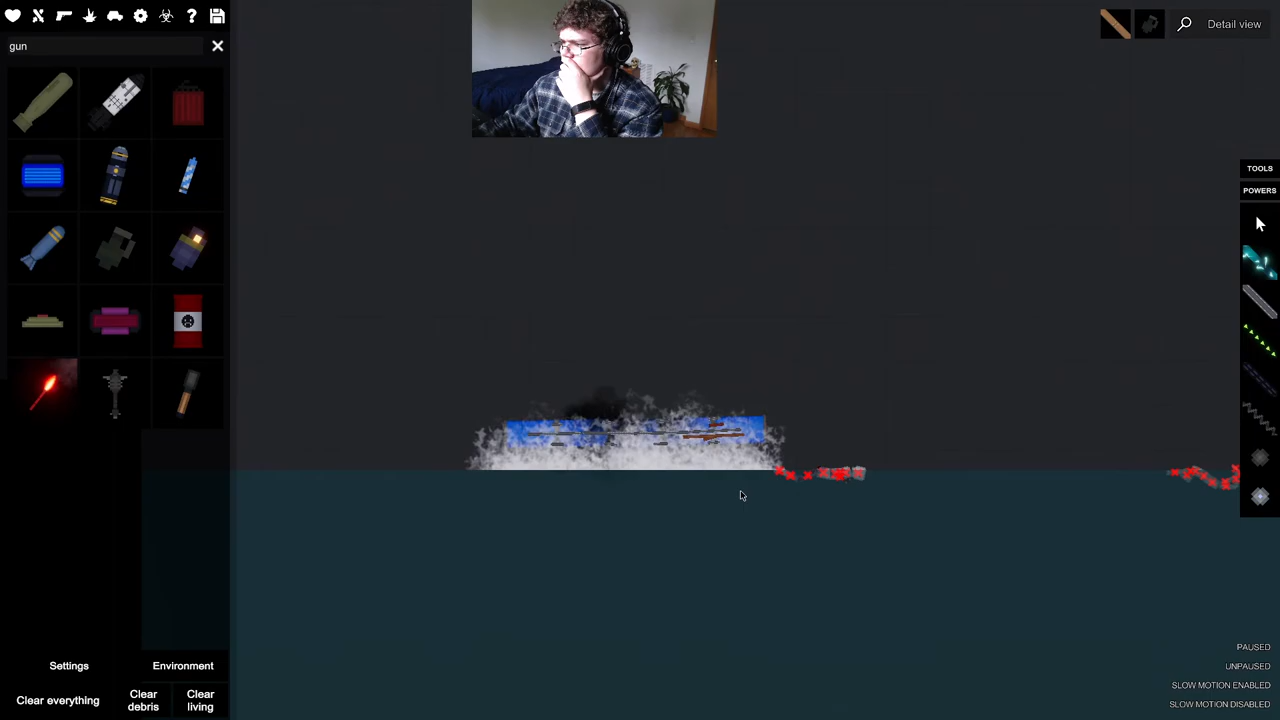 gun
Detail view
TOOLS
POWERS
Settings
Environment
Clear everything
Clear debris
Clear living
PAUSED
UNPAUSED
SLOW MOTION ENABLED
SLOW MOTION DISABLED